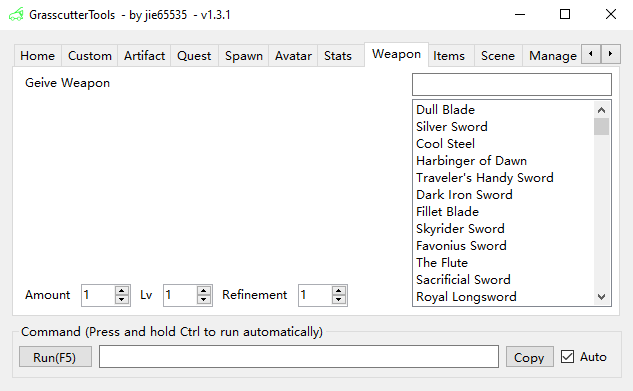 GrasscutterTools - by jie65535 - v1.3.1
Home Custom Artifact Quest Spawn Avatar Stats Weapon Items Scene Manage
Geive Weapon
Dull Blade
Silver Sword
Cool Steel
Harbinger of Dawn
Traveler's Handy Sword
Dark Iron Sword
Fillet Blade
Skyrider Sword
Favonius Sword
The Flute
Sacrificial Sword
Royal Longsword
Amount 1 Lv 1 Refinement 1
Command (Press and hold Ctrl to run automatically)
Run(F5) Copy Auto